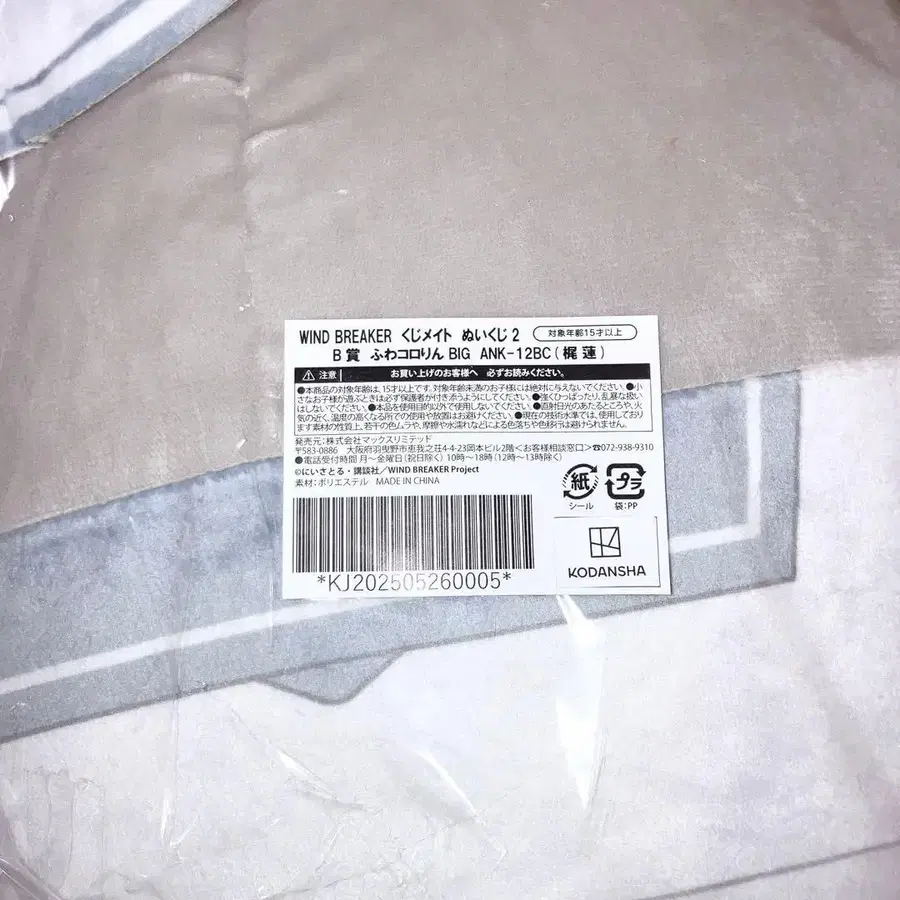 WIND BREAKER くじメイト ぬいくじ 2
対象年齢15才以上
B 賞 ふわコロりん BIG ANK-12BC(梶 蓮)
注意
お買い上げのお客様へ 必ずお読みください。
●本商品の対象年齢は、15才以上です。対象年齢未満のお子様には絶対に与えないでください。●小
さなお子様が遊ぶときは必ず保護者が付き添うようにしてください。●強くひっぱったり、乱暴な扱い
はしないでください。●本品を使用目的以外で使用しないでください。●直射日光のあたるところや、火
気の近く、温度の高くなる所での使用や放置はお避けください。●現在の技術水準では、使用しており
ます素材の性質上、若干の色ムラや、摩擦や水濡れなどによる色落ちや色移行は避けられません。
発売元:株式会社マックスリミテッド
〒583-0886 大阪府羽曳野市恵我之荘4-4-23岡本ビル2階<お客様相談窓口>☎072-938-9310
●電話受付時間 月〜金曜日(祝日除く)10時〜18時(12時〜13時除く)
©にいさとる・講談社/WIND BREAKER Project
素材:ポリエステル MADE IN CHINA
紙
シール
プラ
袋:PP
*KJ202505260005*
KODANSHA